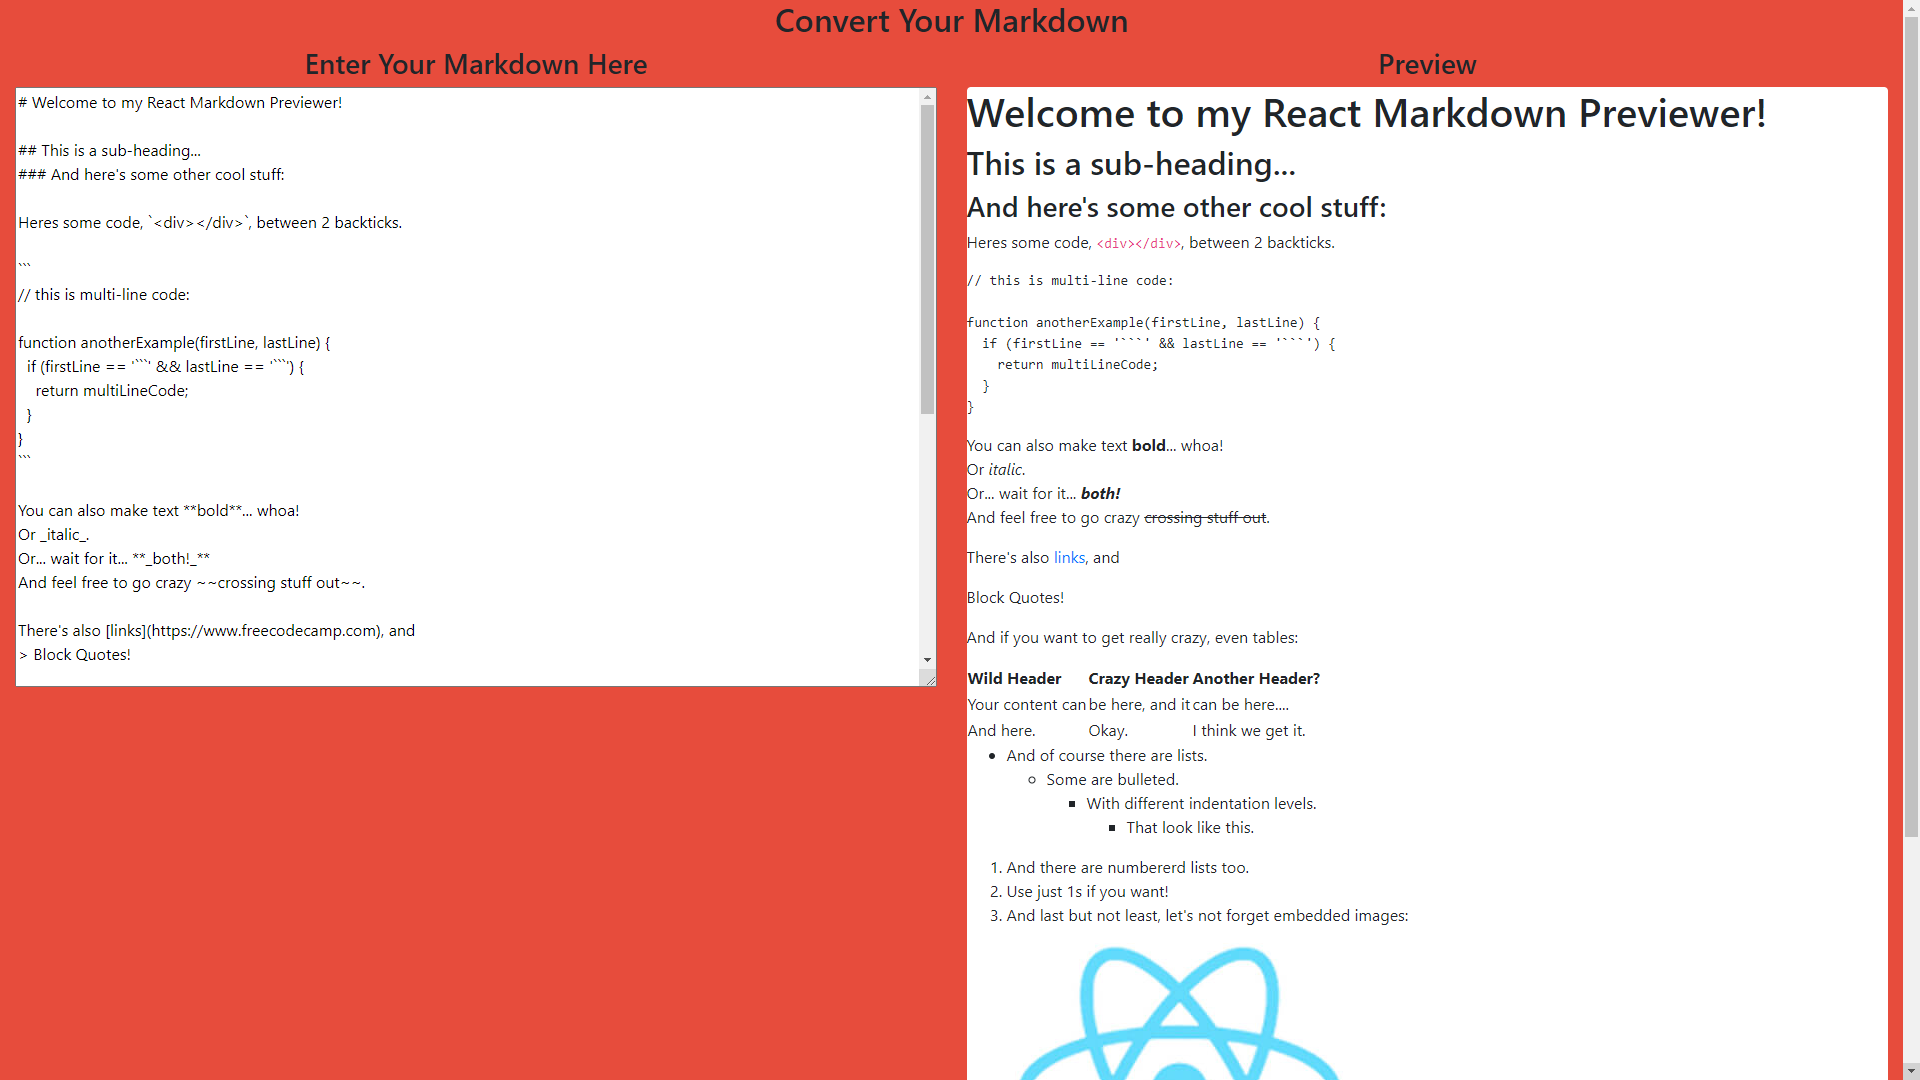 Convert Your Markdown
Enter Your Markdown Here
# Welcome to my React Markdown Previewer!
## This is a sub-heading...
### And here's some other cool stuff:
Heres some code, `<div></div>`, between 2 backticks.
```
// this is multi-line code:
function anotherExample(firstLine, lastLine) {
  if (firstLine == '```' && lastLine == '```') {
    return multiLineCode;
  }
}
```
You can also make text **bold**... whoa!
Or _italic_.
Or... wait for it... **_both!_**
And feel free to go crazy ~~crossing stuff out~~.
There's also [links](https://www.freecodecamp.com), and
> Block Quotes!
Preview
Welcome to my React Markdown Previewer!
This is a sub-heading...
And here's some other cool stuff:
Heres some code, <div></div>, between 2 backticks.
// this is multi-line code:
function anotherExample(firstLine, lastLine) {
  if (firstLine == '```' && lastLine == '```') {
    return multiLineCode;
  }
}
You can also make text bold... whoa!
Or italic.
Or... wait for it... both!
And feel free to go crazy crossing stuff out.
There's also links, and
Block Quotes!
And if you want to get really crazy, even tables:
Wild Header Crazy Header Another Header?
Your content can be here, and it can be here....
And here. Okay. I think we get it.
• And of course there are lists.
◦ Some are bulleted.
▪ With different indentation levels.
▪ That look like this.
1. And there are numbererd lists too.
2. Use just 1s if you want!
3. And last but not least, let's not forget embedded images: